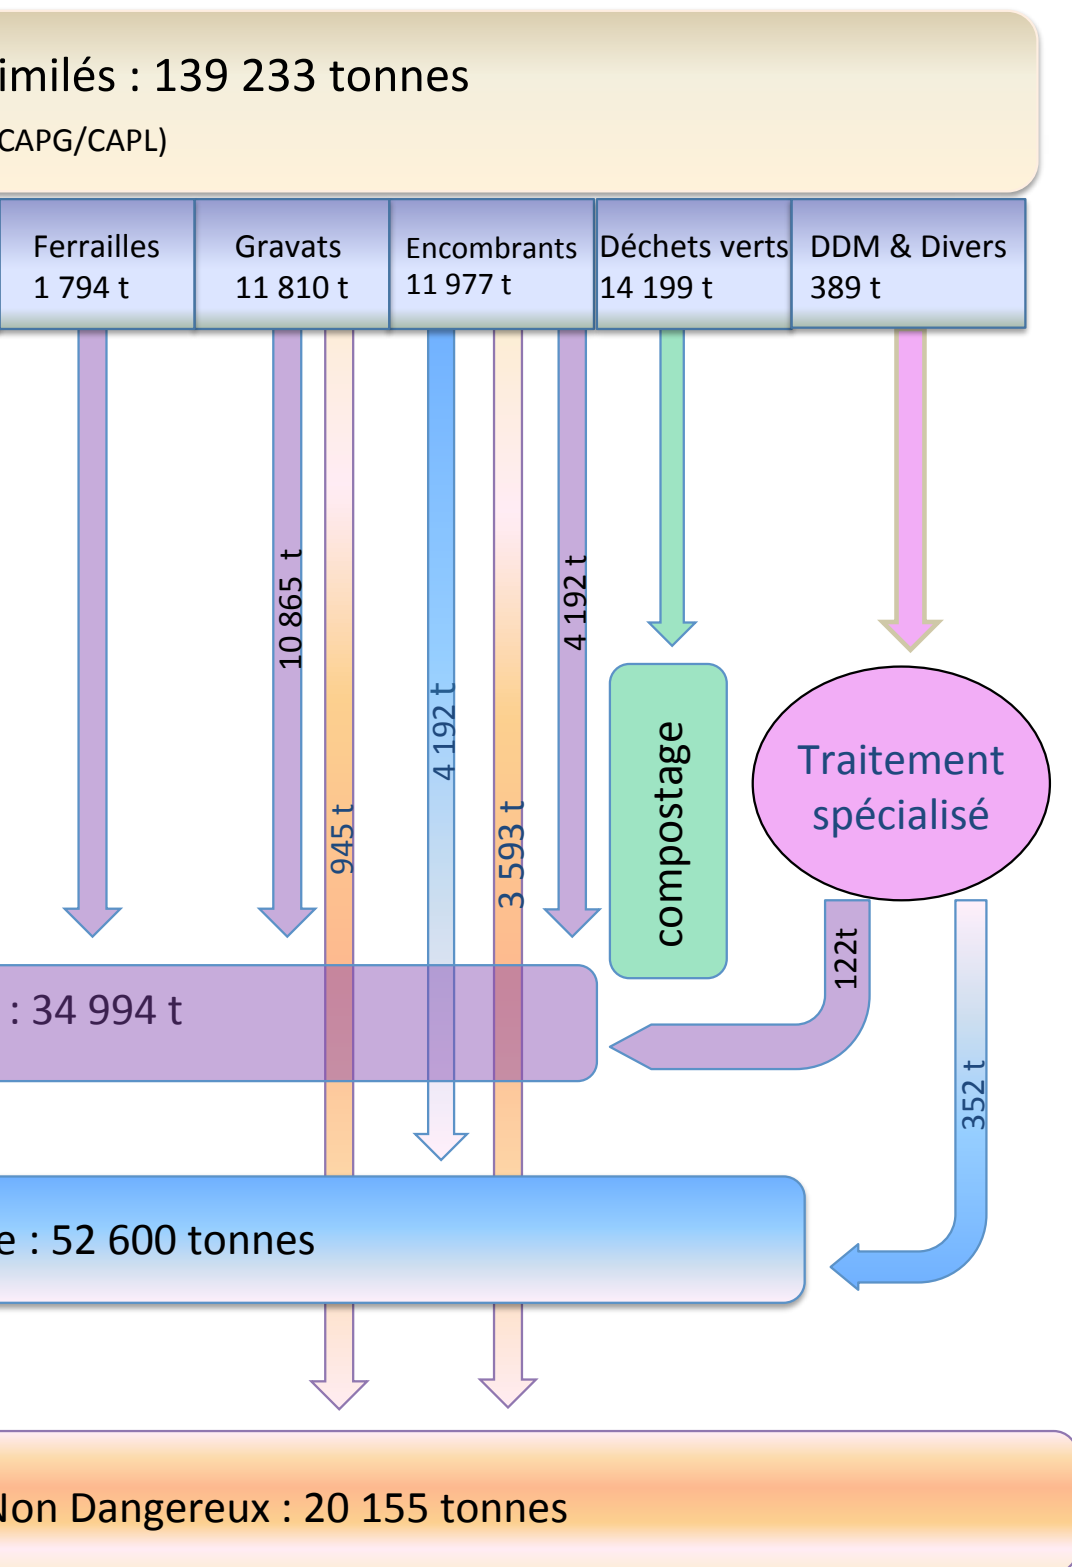 imilés : 139 233 tonnes
CAPG/CAPL)
Ferrailles
1 794 t
Gravats
11 810 t
Encombrants
11 977 t
Déchets verts
14 199 t
DDM & Divers
389 t
10 865 t
4 192 t
4 192 t
945 t
3 593 t
compostage
Traitement
spécialisé
122t
: 34 994 t
352 t
e : 52 600 tonnes
Non Dangereux : 20 155 tonnes